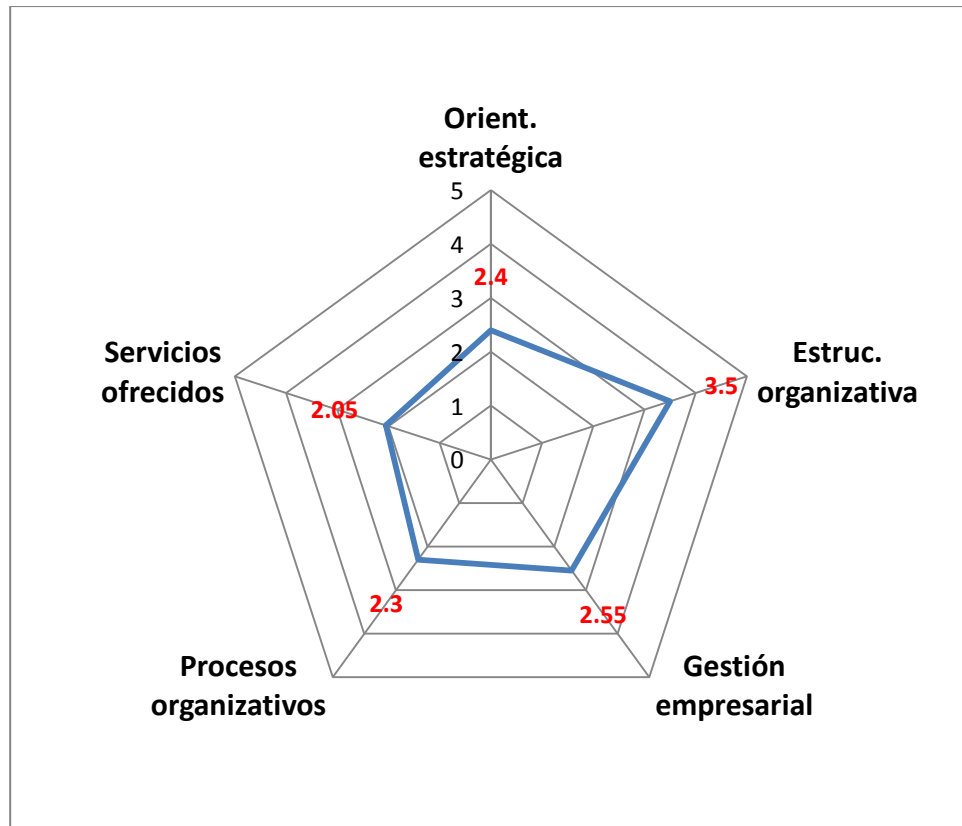 Orient.
estratégica
5
4
2.4
3
Servicios
ofrecidos
2
Estruc.
organizativa
3.5
2.05
1
0
2.3
2.55
Procesos
organizativos
Gestión
empresarial